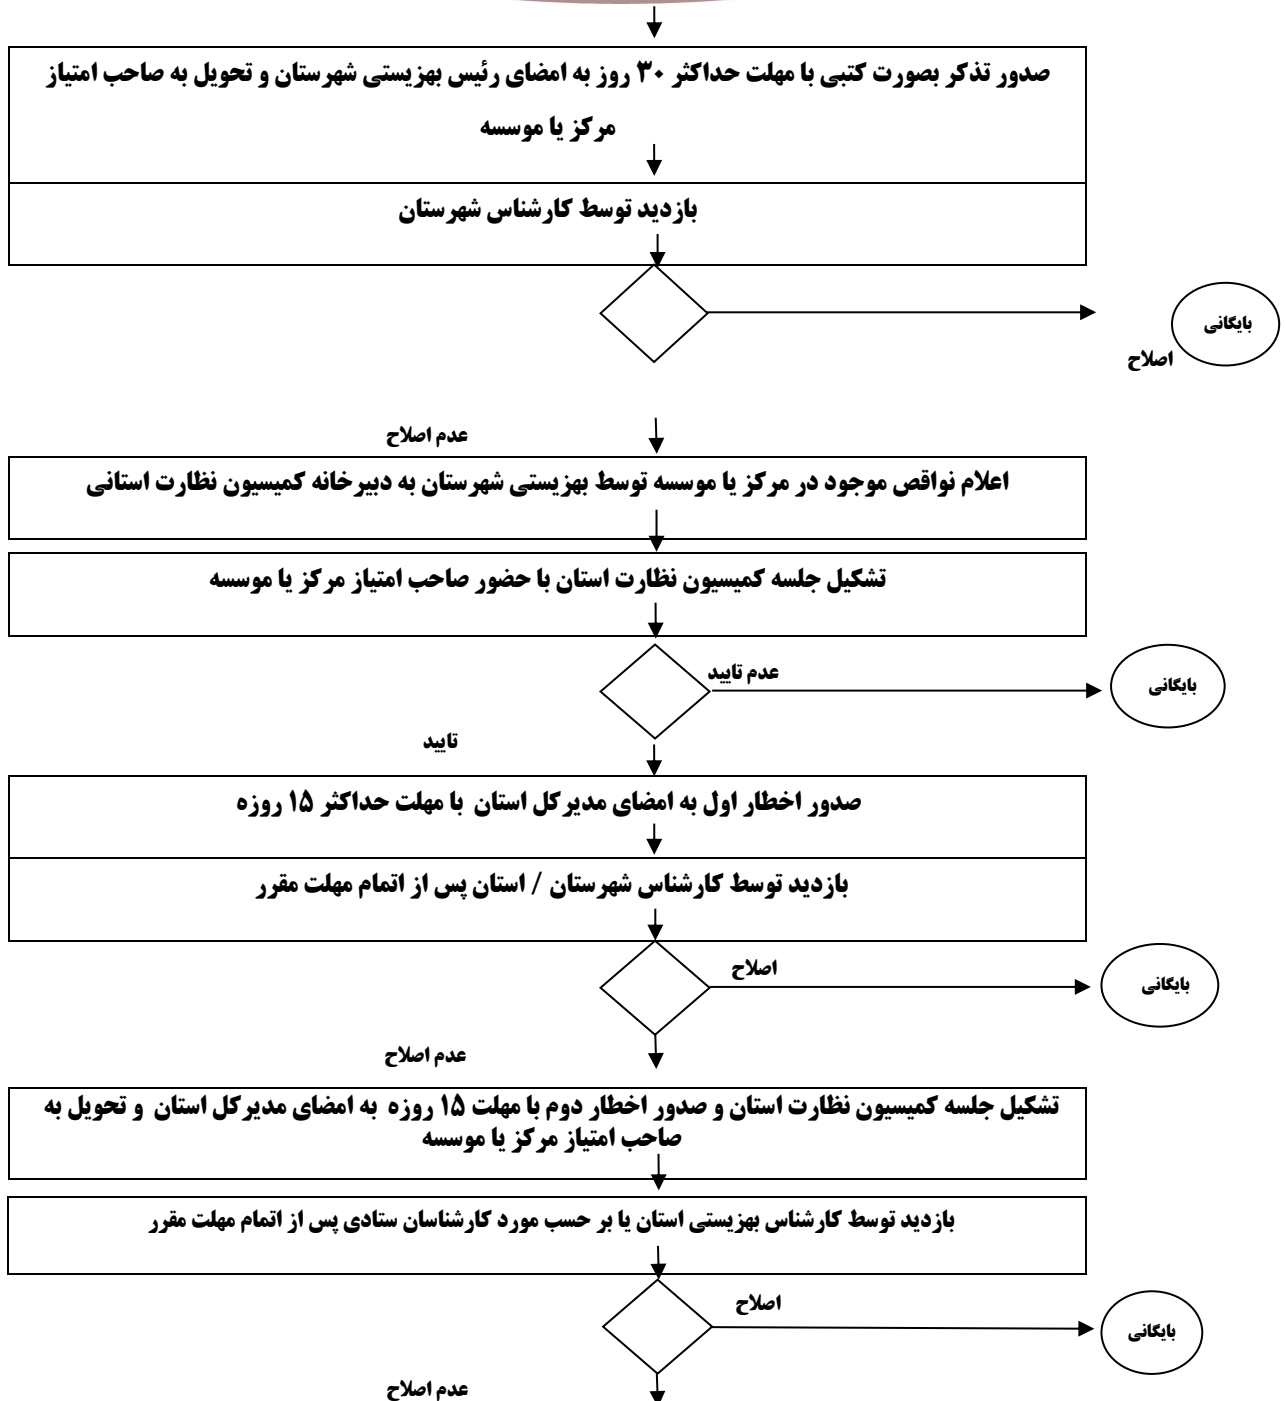 صدور تذکر بصورت کتبی با مهلت حداکثر ۳۰ روز به امضای رئیس بهزیستی شهرستان و تحویل به صاحب امتیاز
مرکز یا موسسه
بازدید توسط کارشناس شهرستان
بایگانی
اصلاح
عدم اصلاح
اعلام نواقص موجود در مرکز یا موسسه توسط بهزیستی شهرستان به دبیرخانه کمیسیون نظارت استانی
تشکیل جلسه کمیسیون نظارت استان با حضور صاحب امتیاز مرکز یا موسسه
عدم تایید
بایگانی
تایید
صدور اخطار اول به امضای مدیرکل استان با مهلت حداکثر ۱۵ روزه
بازدید توسط کارشناس شهرستان / استان پس از اتمام مهلت مقرر
اصلاح
بایگانی
عدم اصلاح
تشکیل جلسه کمیسیون نظارت استان و صدور اخطار دوم با مهلت ۱۵ روزه به امضای مدیرکل استان و تحویل به
صاحب امتیاز مرکز یا موسسه
بازدید توسط کارشناس بهزیستی استان یا بر حسب مورد کارشناسان ستادی پس از اتمام مهلت مقرر
اصلاح
بایگانی
عدم اصلاح